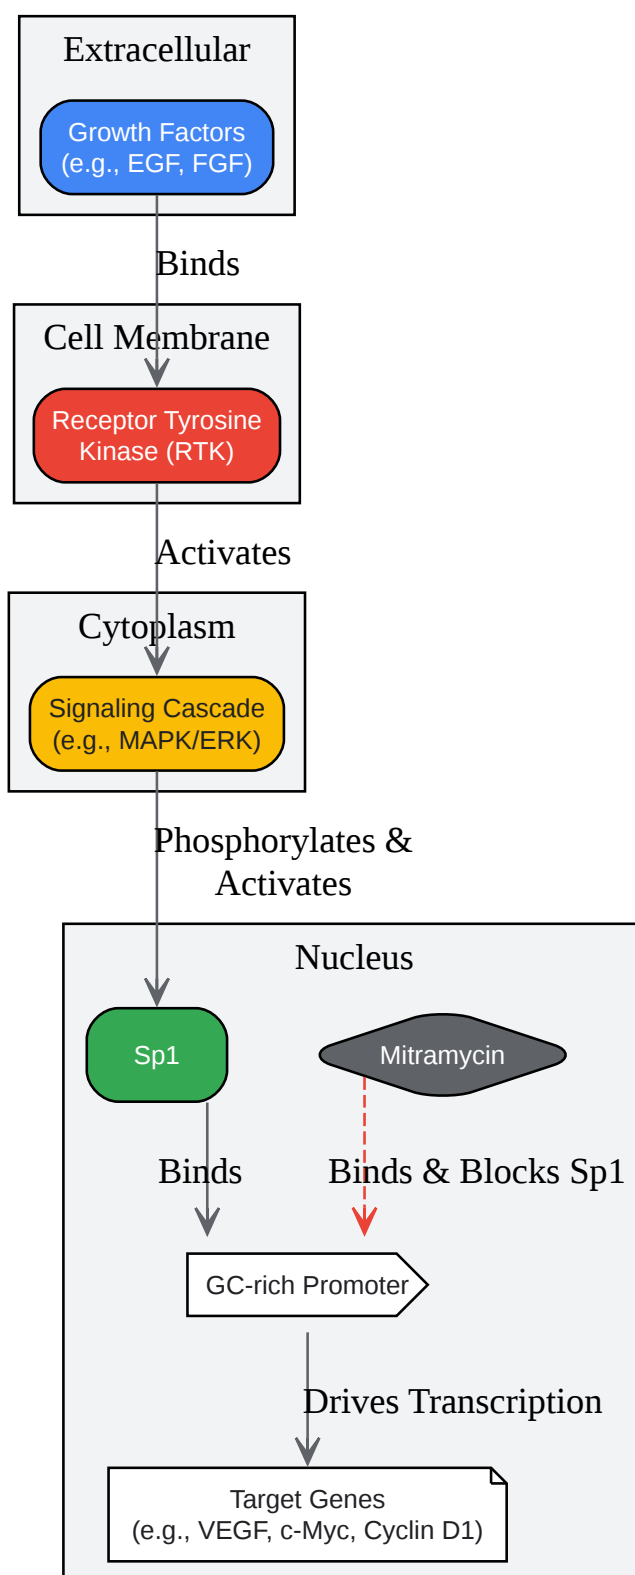 Extracellular
Growth Factors
(e.g., EGF, FGF)
Binds
Cell Membrane
Receptor Tyrosine
Kinase (RTK)
Activates
Cytoplasm
Signaling Cascade
(e.g., MAPK/ERK)
Phosphorylates &
Activates
Nucleus
Sp1
Mitramycin
Binds
Binds & Blocks Sp1
GC-rich Promoter
Drives Transcription
Target Genes
(e.g., VEGF, c-Myc, Cyclin D1)